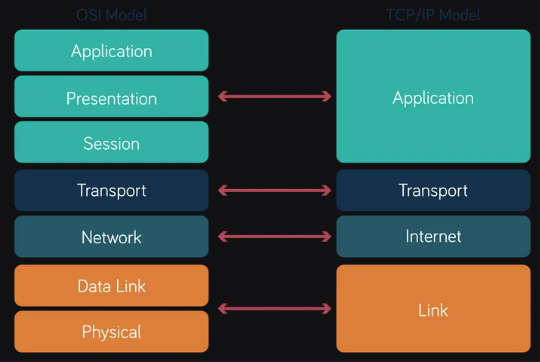 OSI Model
TCP/IP Model
Application
Presentation
Session
Transport
Network
Data Link
Physical
Application
Transport
Internet
Link